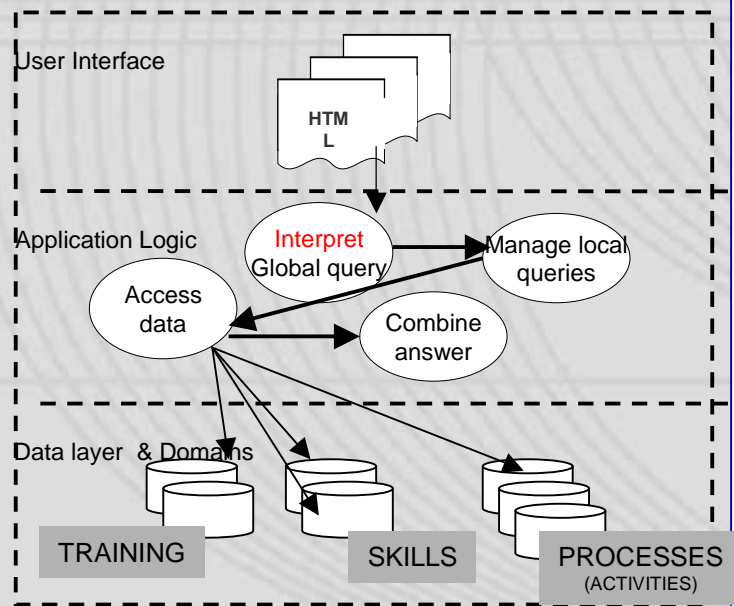 User Interface
HTM
L
Application Logic
Interpret
Global query
Manage local
queries
Access
data
Combine
answer
Data layer & Domains
TRAINING
SKILLS
PROCESSES
(ACTIVITIES)